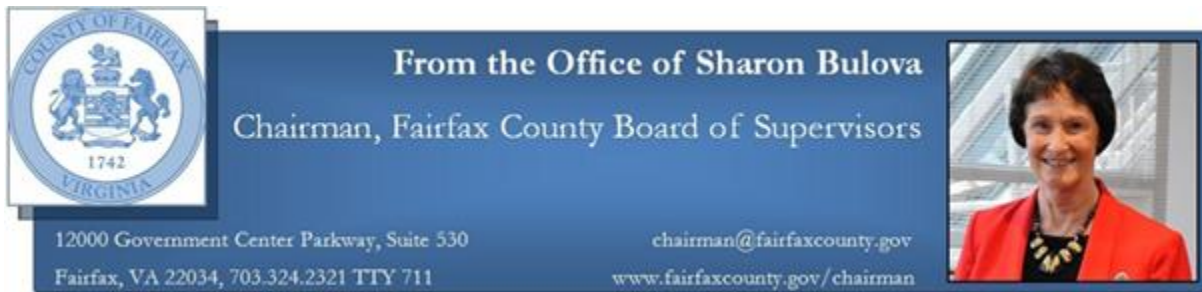 COUNTY OF FAIRFAX
1742
VIRGINIA
From the Office of Sharon Bulova
Chairman, Fairfax County Board of Supervisors
12000 Government Center Parkway, Suite 530
chairman@fairfaxcounty.gov
Fairfax, VA 22034, 703.324.2321 TTY 711
www.fairfaxcounty.gov/chairman